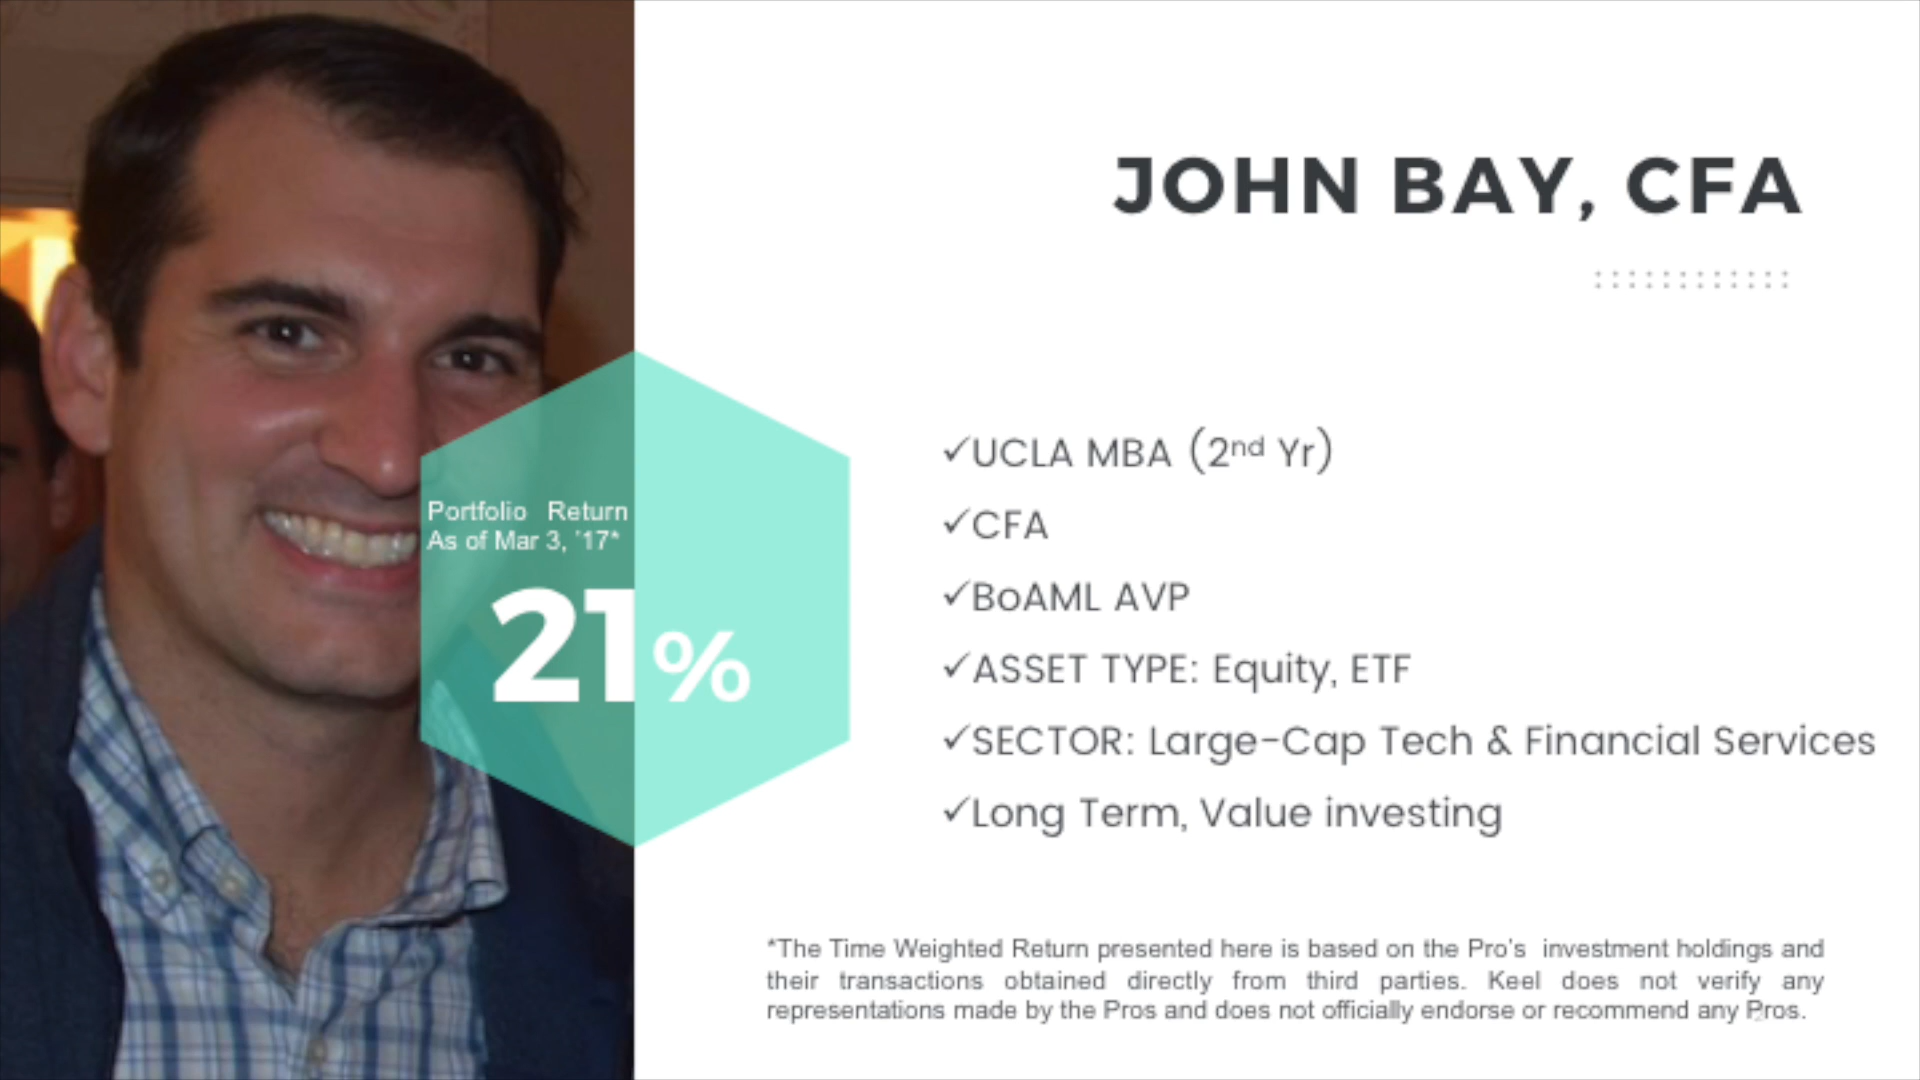 JOHN BAY, CFA
Portfolio Return
As of Mar 3, '17*
21%
✓UCLA MBA (2nd Yr)
✓CFA
✓BoAML AVP
✓ASSET TYPE: Equity, ETF
✓SECTOR: Large-Cap Tech & Financial Services
✓Long Term, Value investing
*The Time Weighted Return presented here is based on the Pro's investment holdings and
their transactions obtained directly from third parties. Keel does not verify any
representations made by the Pros and does not officially endorse or recommend any Pros.